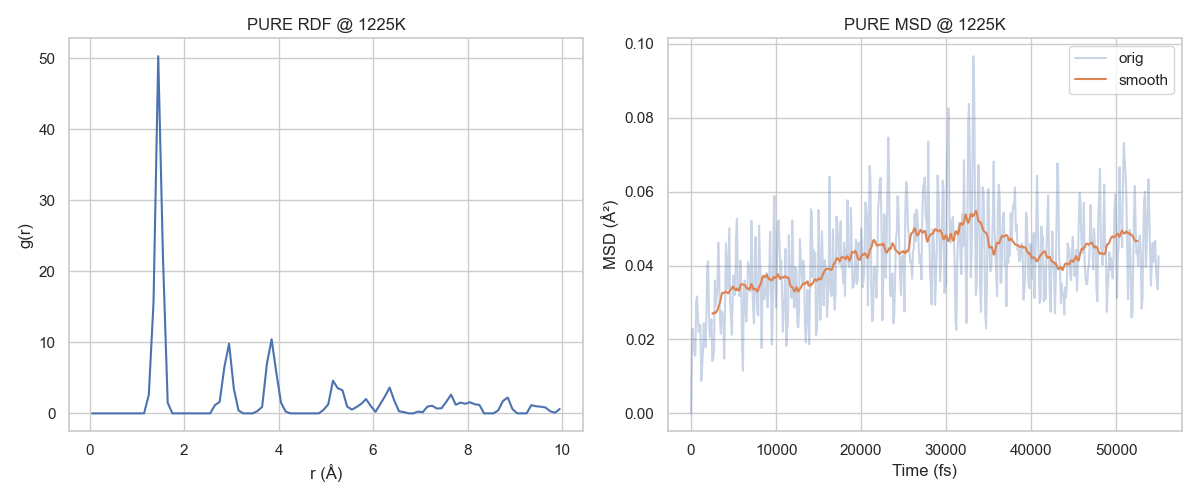 PURE RDF @ 1225K
g(r)
50
40
30
20
10
0
0 2 4 6 8 10
r (Å)
PURE MSD @ 1225K
MSD (Å²)
0.10
0.08
0.06
0.04
0.02
0.00
orig
smooth
0 10000 20000 30000 40000 50000
Time (fs)